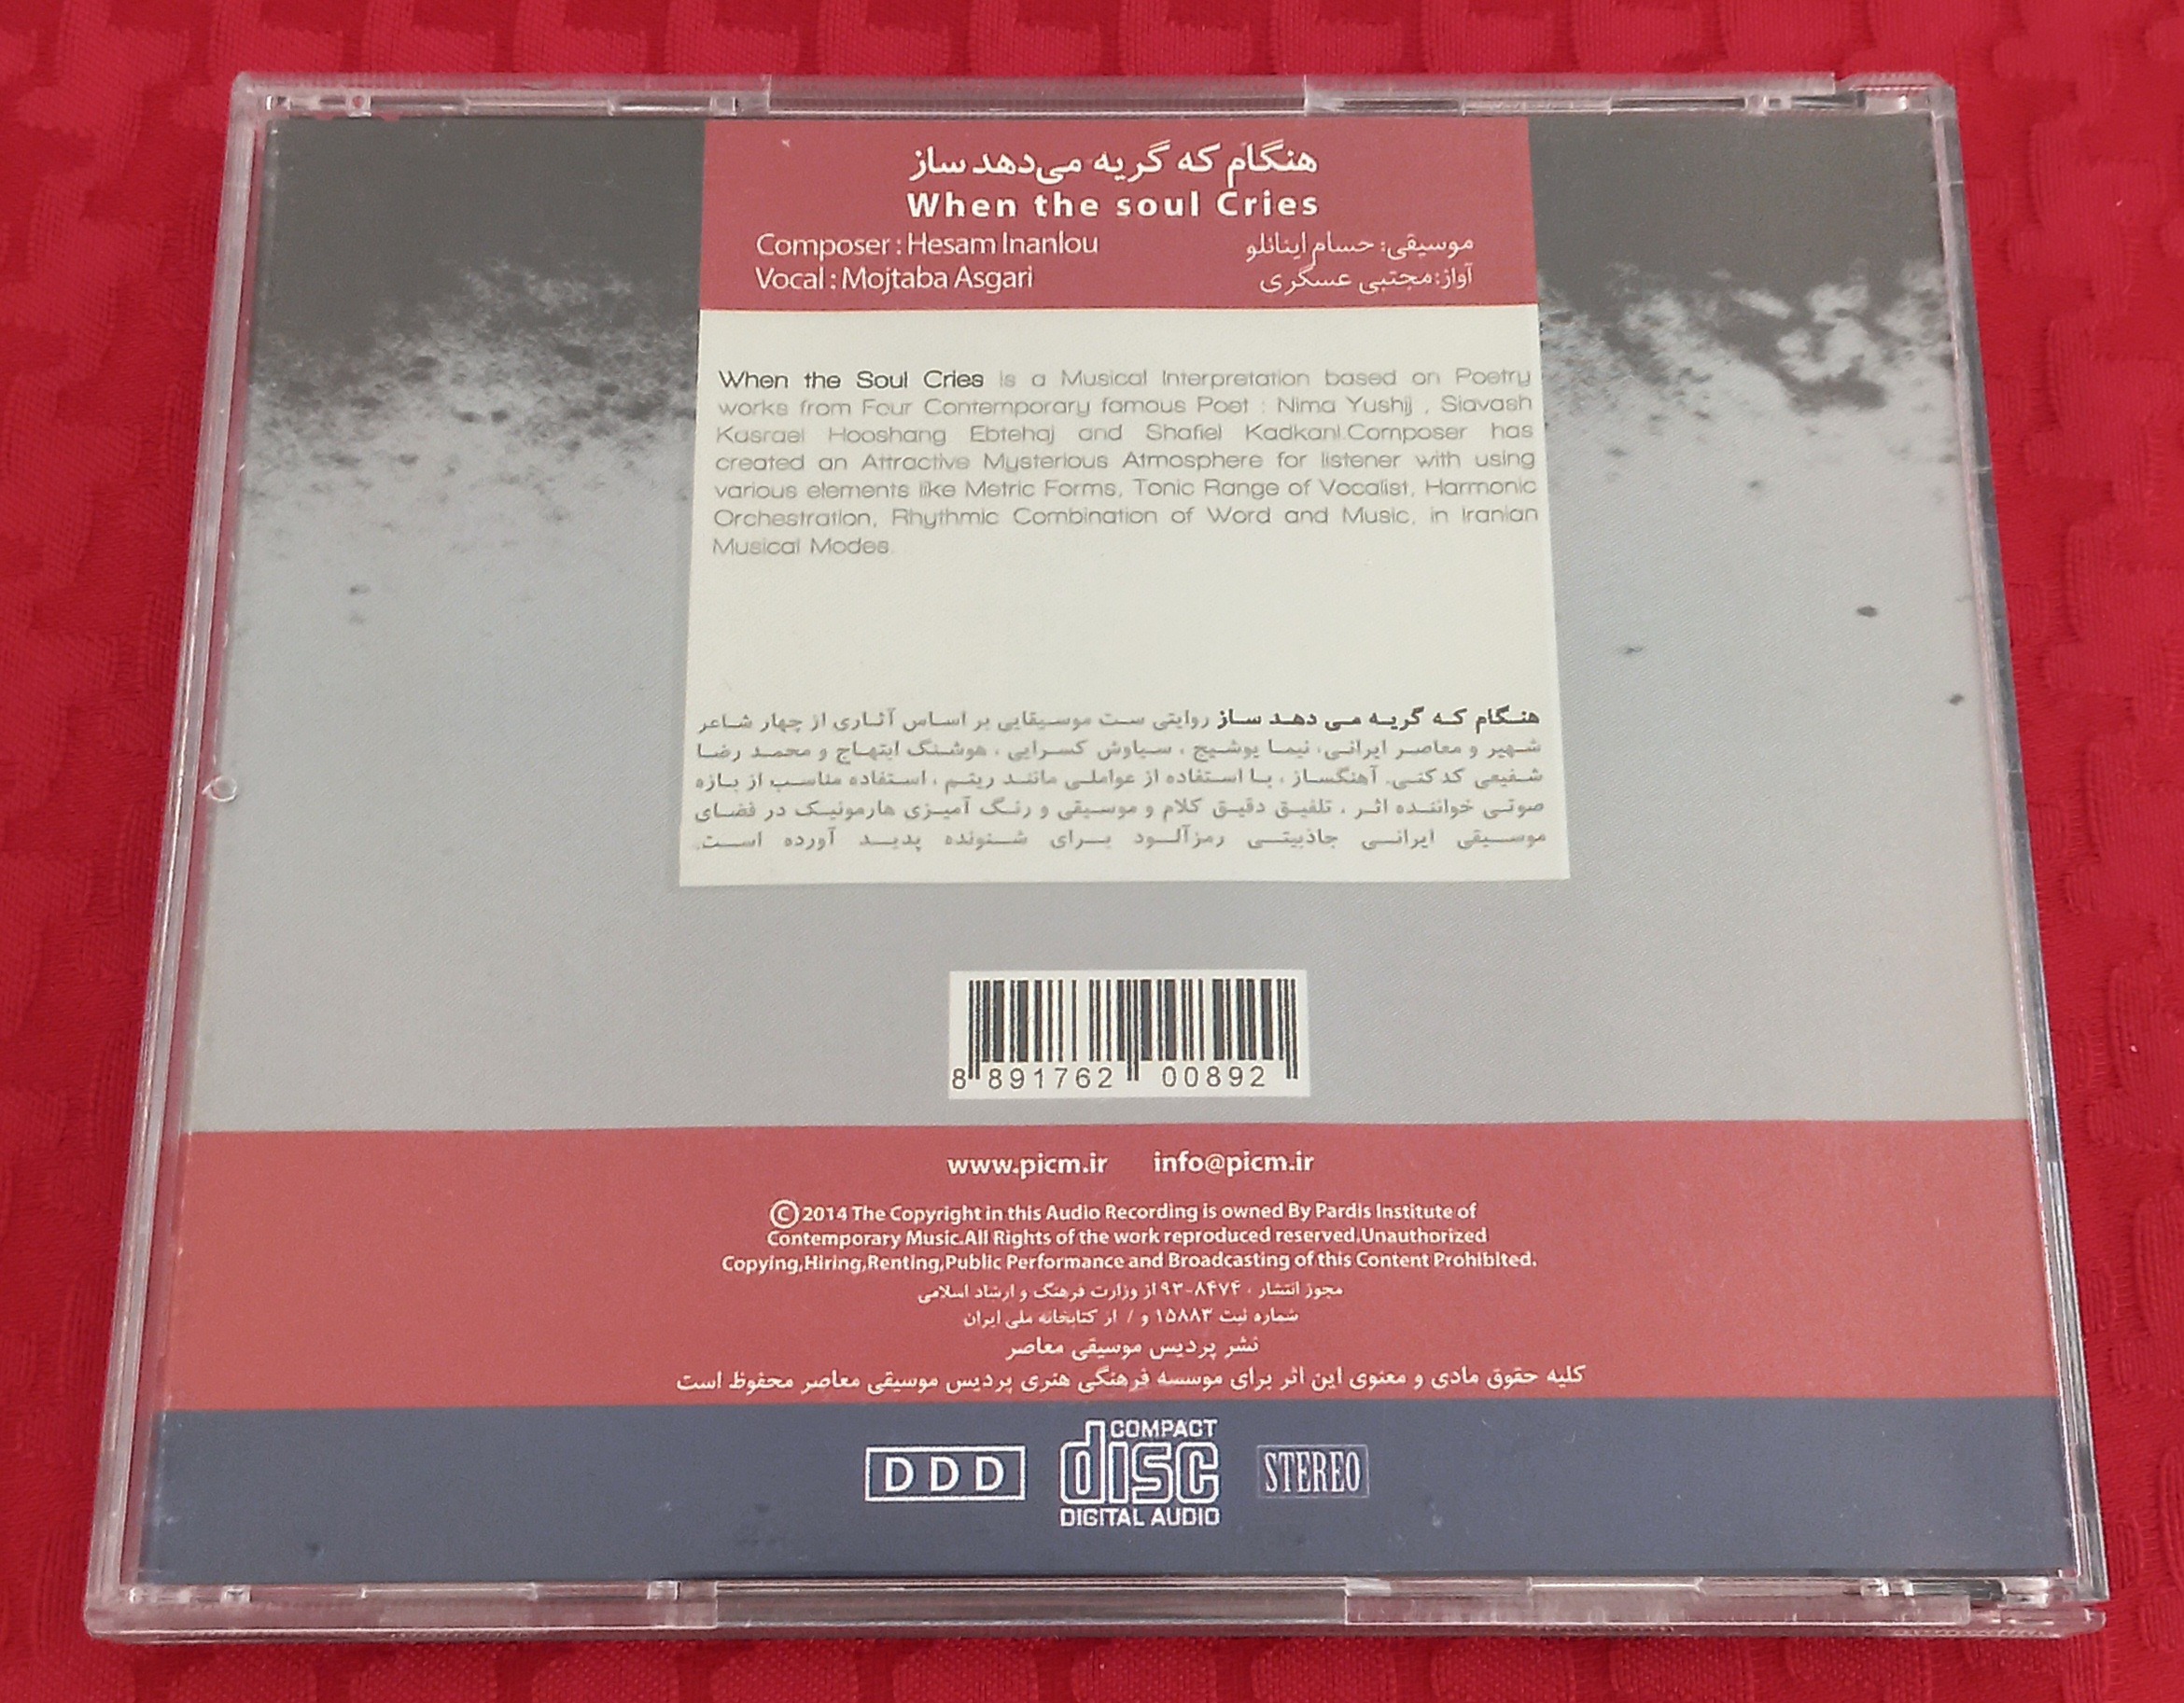 هنگام که گریه می‌دهد ساز
When the soul Cries
Composer : Hesam Inanlou
موسیقی: حسام اینانلو
Vocal : Mojtaba Asgari
آواز: مجتبی عسگری
When the Soul Cries is a Musical Interpretation based on Poetry
works from Four Contemporary famous Poet : Nima Yushij , Siavash
Kasraei Hooshang Ebtehaj and Shafiei Kadkani.Composer has
created an Attractive Mysterious Atmosphere for listener with using
various elements like Metric Forms, Tonic Range of Vocalist, Harmonic
Orchestration, Rhythmic Combination of Word and Music, in Iranian
Musical Modes.
هنگام که گریه می دهد ساز روایتی ست موسیقایی بر اساس آثاری از چهار شاعر
شهیر و معاصر ایرانی، نیما یوشیج ، سیاوش کسرایی ، هوشنگ ابتهاج و محمد رضا
شفیعی کدکنی. آهنگساز ، با استفاده از عواملی مانند ریتم ، استفاده مناسب از بازه
صوتی خواننده اثر ، تلفیق دقیق کلام و موسیقی و رنگ آمیزی هارمونیک در فضای
موسیقی ایرانی جاذبیتی رمزآلود برای شنونده پدید آورده است.
8 891762 00892
www.picm.ir info@picm.ir
© 2014 The Copyright in this Audio Recording is owned By Pardis Institute of
Contemporary Music.All Rights of the work reproduced reserved.Unauthorized
Copying,Hiring,Renting,Public Performance and Broadcasting of this Content Prohibited.
مجوز انتشار ، ۸۴۷۴-۹۳ از وزارت فرهنگ و ارشاد اسلامی
شماره ثبت ۱۵۸۸۳ و / از کتابخانه ملی ایران
نشر پردیس موسیقی معاصر
کلیه حقوق مادی و معنوی این اثر برای موسسه فرهنگی هنری پردیس موسیقی معاصر محفوظ است
DDD
COMPACT
disc
DIGITAL AUDIO
STEREO